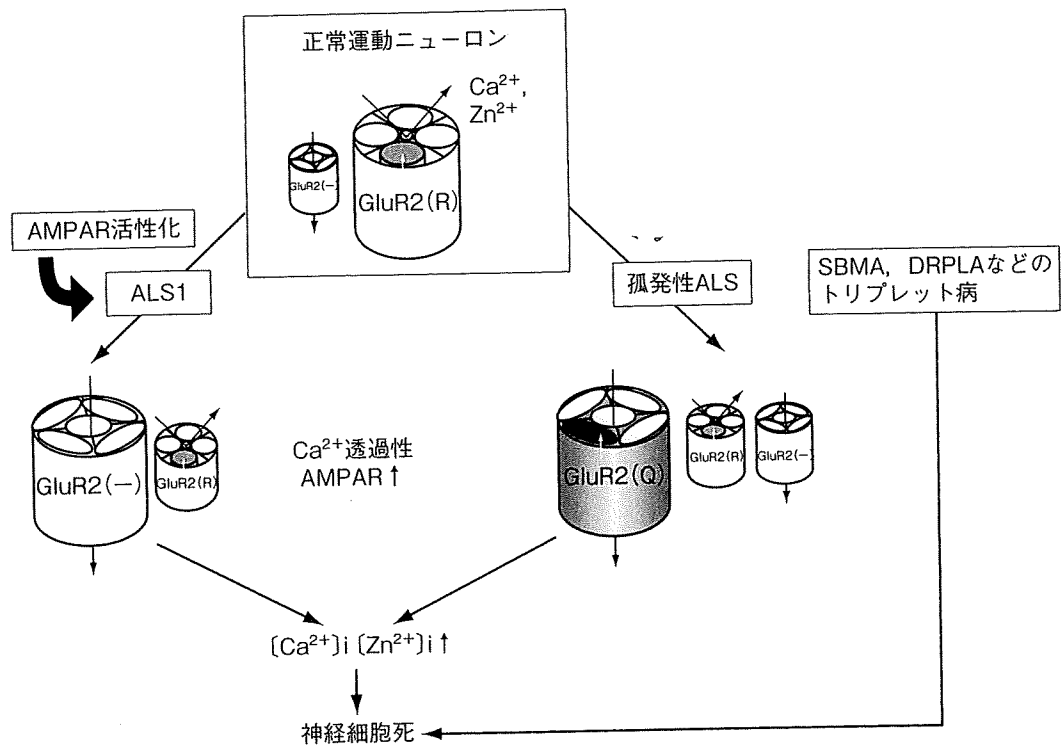 正常運動ニューロン
Ca²⁺,
Zn²⁺
GluR2(−)
GluR2(R)
AMPAR活性化
ALS1
孤発性ALS
SBMA, DRPLAなどの
トリプレット病
GluR2(−)
GluR2(R)
Ca²⁺透過性
AMPAR↑
GluR2(Q)
GluR2(R)
GluR2(−)
〔Ca²⁺〕i〔Zn²⁺〕i↑
神経細胞死